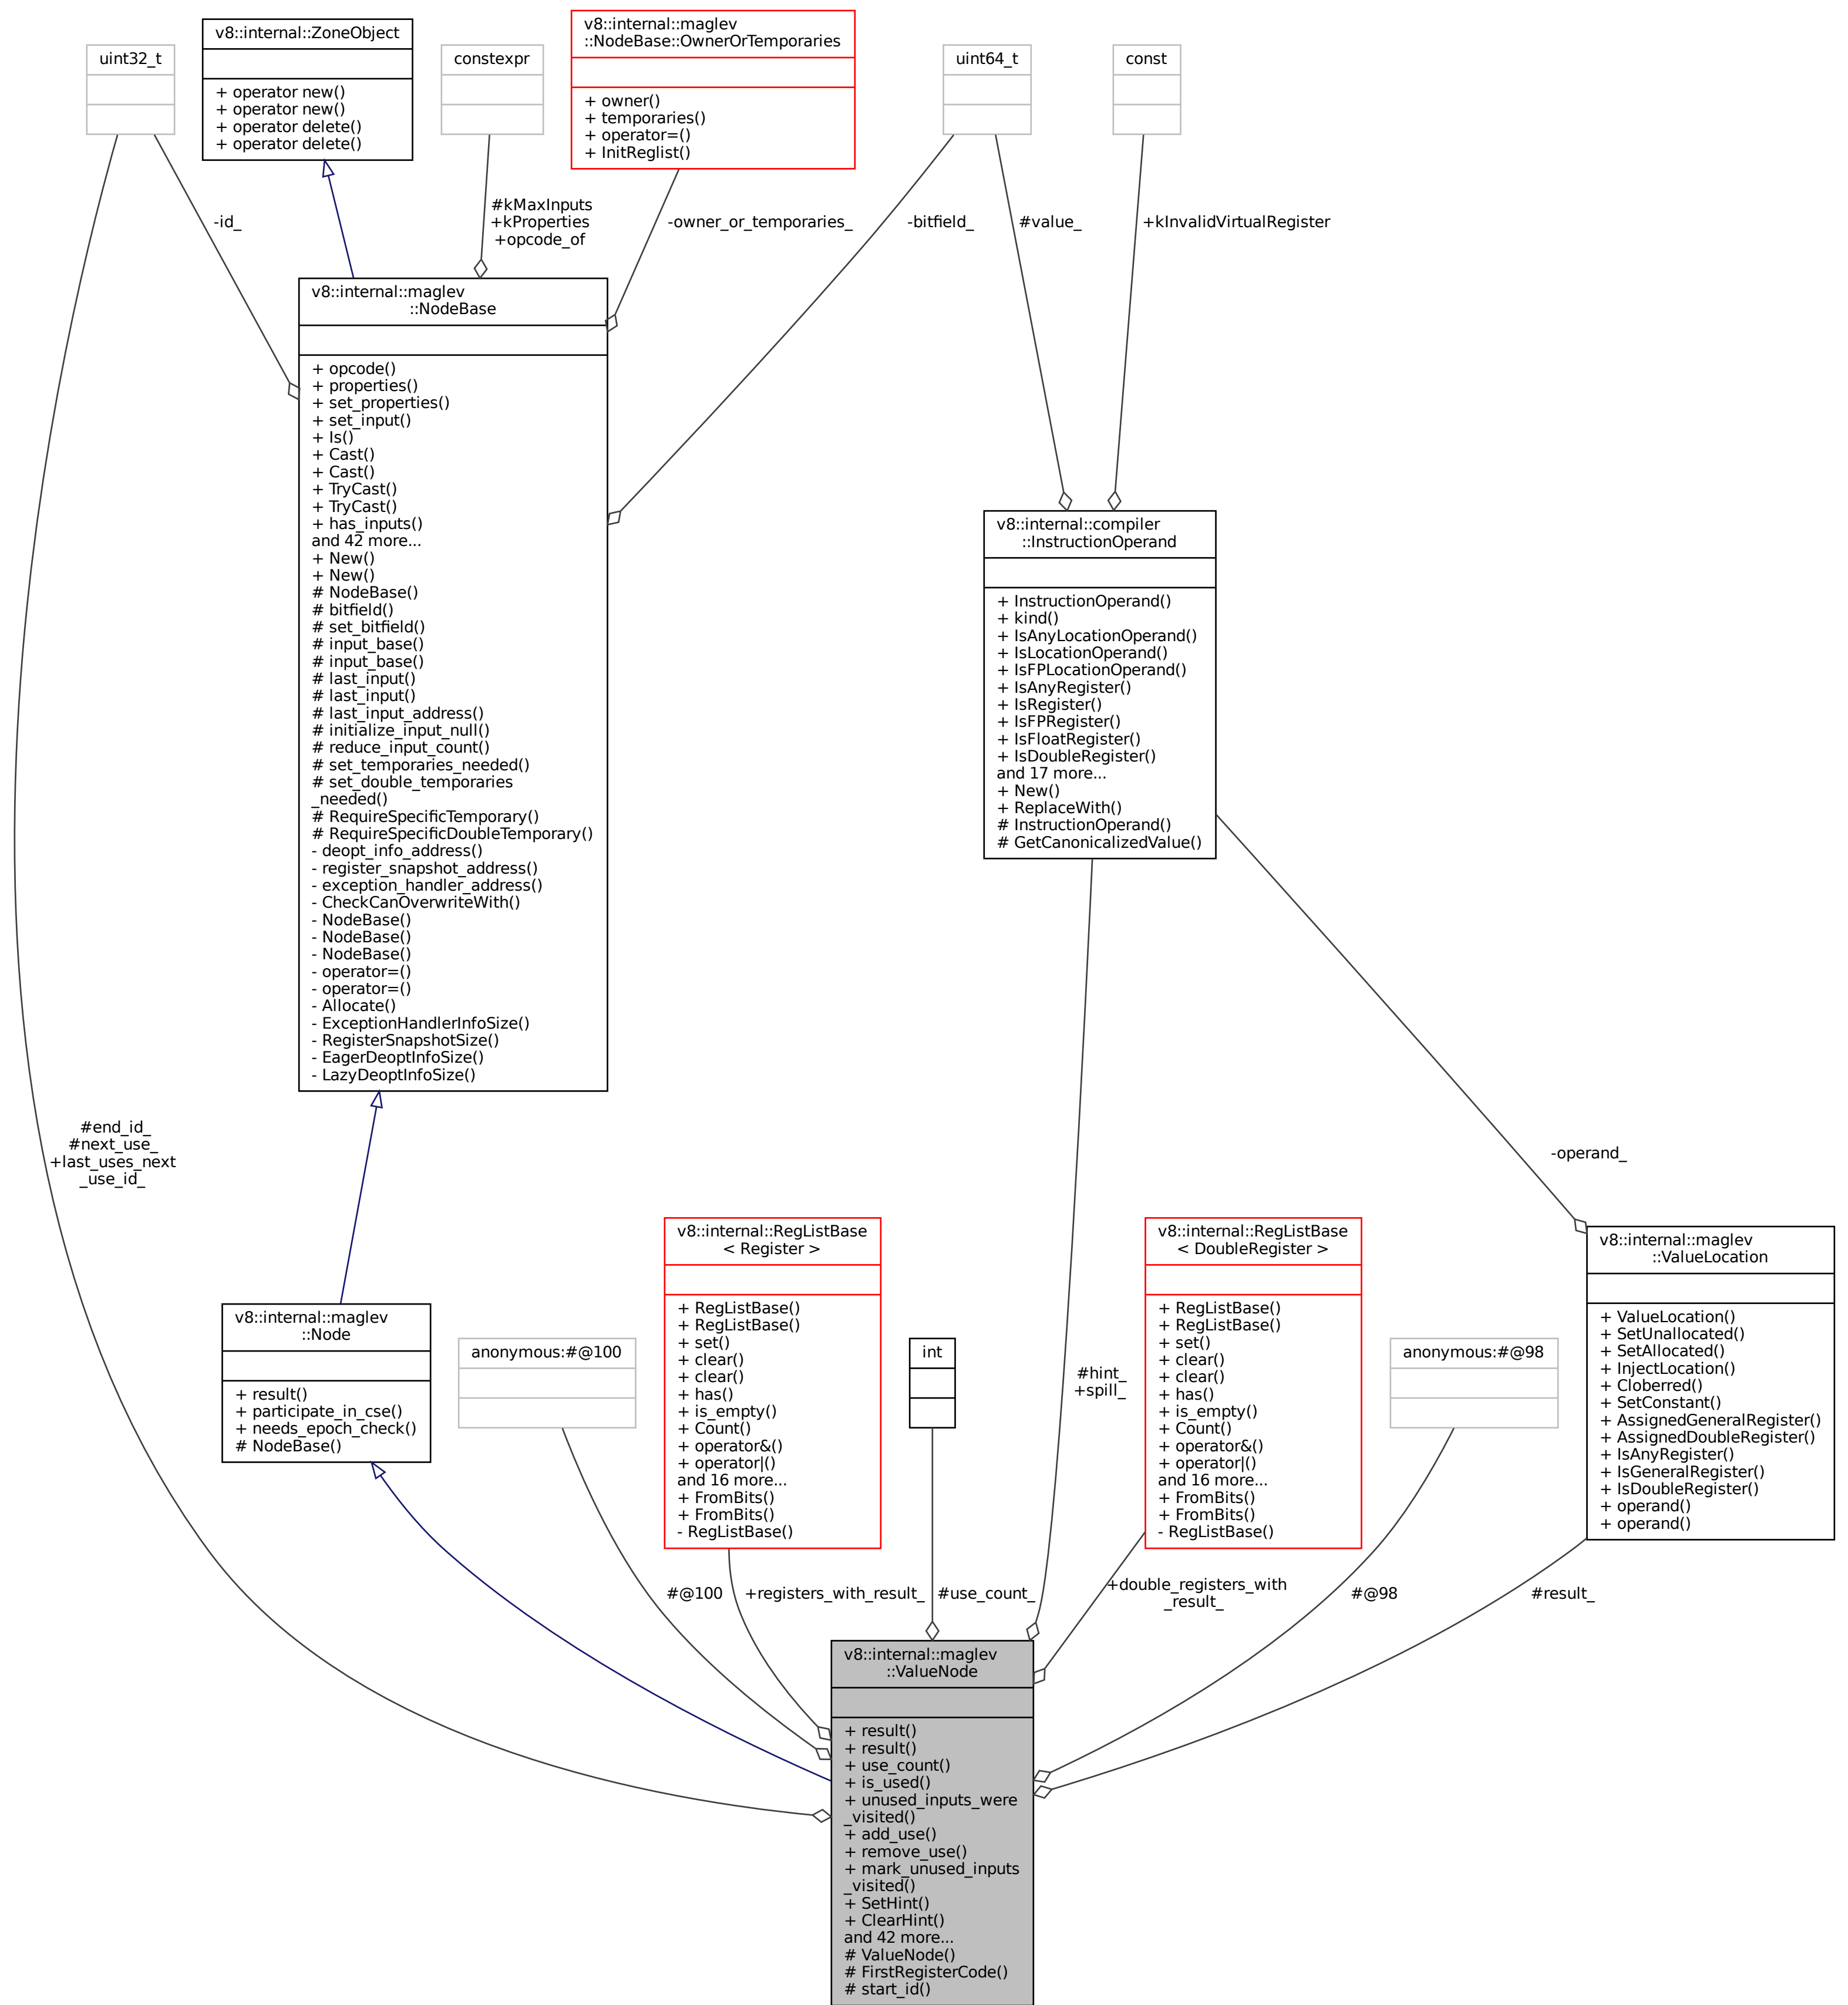 uint32_t
v8::internal::ZoneObject
+ operator new()
+ operator new()
+ operator delete()
+ operator delete()
constexpr
v8::internal::maglev
::NodeBase::OwnerOrTemporaries
+ owner()
+ temporaries()
+ operator=()
+ InitReglist()
uint64_t
const
-id_
#kMaxInputs
+kProperties
+opcode_of
-owner_or_temporaries_
-bitfield_
#value_
+kInvalidVirtualRegister
v8::internal::maglev
::NodeBase
+ opcode()
+ properties()
+ set_properties()
+ set_input()
+ Is()
+ Cast()
+ Cast()
+ TryCast()
+ TryCast()
+ has_inputs()
and 42 more...
+ New()
+ New()
# NodeBase()
# bitfield()
# set_bitfield()
# input_base()
# input_base()
# last_input()
# last_input()
# last_input_address()
# initialize_input_null()
# reduce_input_count()
# set_temporaries_needed()
# set_double_temporaries
_needed()
# RequireSpecificTemporary()
# RequireSpecificDoubleTemporary()
- deopt_info_address()
- register_snapshot_address()
- exception_handler_address()
- CheckCanOverwriteWith()
- NodeBase()
- NodeBase()
- NodeBase()
- operator=()
- operator=()
- Allocate()
- ExceptionHandlerInfoSize()
- RegisterSnapshotSize()
- EagerDeoptInfoSize()
- LazyDeoptInfoSize()
v8::internal::compiler
::InstructionOperand
+ InstructionOperand()
+ kind()
+ IsAnyLocationOperand()
+ IsLocationOperand()
+ IsFPLocationOperand()
+ IsAnyRegister()
+ IsRegister()
+ IsFPRegister()
+ IsFloatRegister()
+ IsDoubleRegister()
and 17 more...
+ New()
+ ReplaceWith()
# InstructionOperand()
# GetCanonicalizedValue()
#end_id_
#next_use_
+last_uses_next
_use_id_
-operand_
v8::internal::maglev
::Node
+ result()
+ participate_in_cse()
+ needs_epoch_check()
# NodeBase()
anonymous:#@100
v8::internal::RegListBase
< Register >
+ RegListBase()
+ RegListBase()
+ set()
+ clear()
+ clear()
+ has()
+ is_empty()
+ Count()
+ operator&()
+ operator|()
and 16 more...
+ FromBits()
+ FromBits()
- RegListBase()
int
#hint_
+spill_
v8::internal::RegListBase
< DoubleRegister >
+ RegListBase()
+ RegListBase()
+ set()
+ clear()
+ clear()
+ has()
+ is_empty()
+ Count()
+ operator&()
+ operator|()
and 16 more...
+ FromBits()
+ FromBits()
- RegListBase()
anonymous:#@98
v8::internal::maglev
::ValueLocation
+ ValueLocation()
+ SetUnallocated()
+ SetAllocated()
+ InjectLocation()
+ Cloberred()
+ SetConstant()
+ AssignedGeneralRegister()
+ AssignedDoubleRegister()
+ IsAnyRegister()
+ IsGeneralRegister()
+ IsDoubleRegister()
+ operand()
+ operand()
#@100
+registers_with_result_
#use_count_
+double_registers_with
_result_
#@98
#result_
v8::internal::maglev
::ValueNode
+ result()
+ result()
+ use_count()
+ is_used()
+ unused_inputs_were
_visited()
+ add_use()
+ remove_use()
+ mark_unused_inputs
_visited()
+ SetHint()
+ ClearHint()
and 42 more...
# ValueNode()
# FirstRegisterCode()
# start_id()